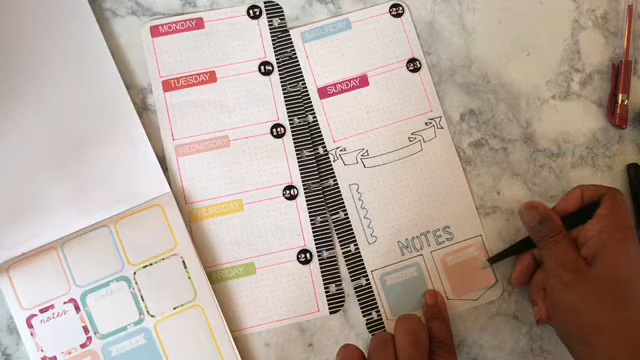 MONDAY
17
TUESDAY
18
WEDNESDAY
19
THURSDAY
20
FRIDAY
21
SATURDAY
22
SUNDAY
23
NOTES
notes